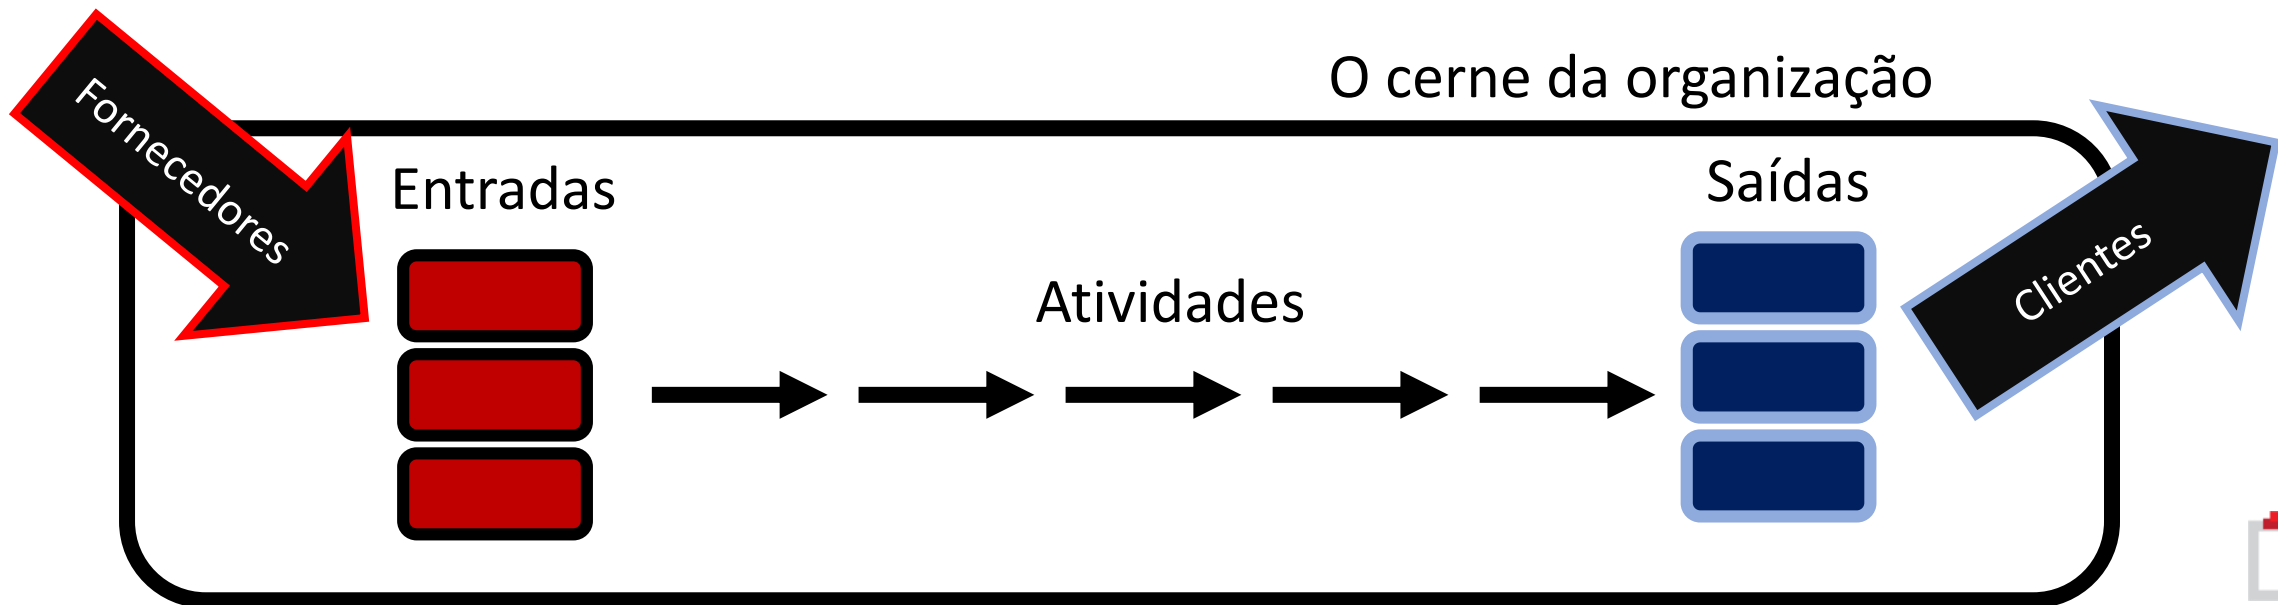 O cerne da organização
Fornecedores
Entradas
Saídas
Atividades
Clientes